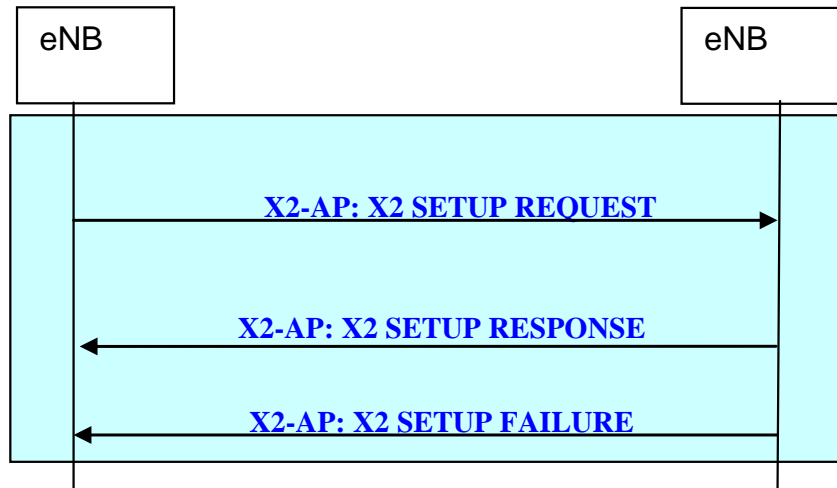 eNB
eNB
X2-AP: X2 SETUP REQUEST
X2-AP: X2 SETUP RESPONSE
X2-AP: X2 SETUP FAILURE